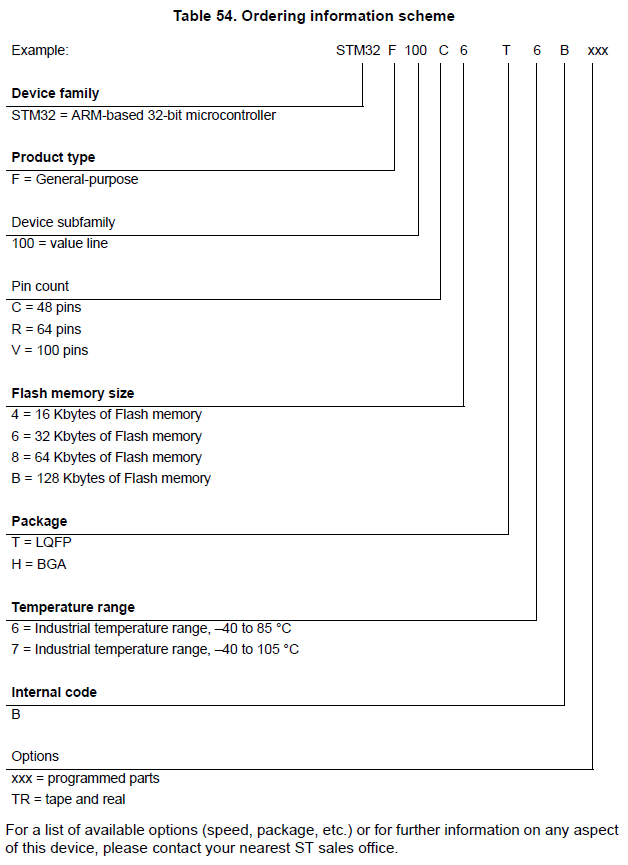 Table 54. Ordering information scheme
Example: STM32 F 100 C 6 T 6 B xxx
Device family
STM32 = ARM-based 32-bit microcontroller
Product type
F = General-purpose
Device subfamily
100 = value line
Pin count
C = 48 pins
R = 64 pins
V = 100 pins
Flash memory size
4 = 16 Kbytes of Flash memory
6 = 32 Kbytes of Flash memory
8 = 64 Kbytes of Flash memory
B = 128 Kbytes of Flash memory
Package
T = LQFP
H = BGA
Temperature range
6 = Industrial temperature range, –40 to 85 °C
7 = Industrial temperature range, –40 to 105 °C
Internal code
B
Options
xxx = programmed parts
TR = tape and real
For a list of available options (speed, package, etc.) or for further information on any aspect
of this device, please contact your nearest ST sales office.